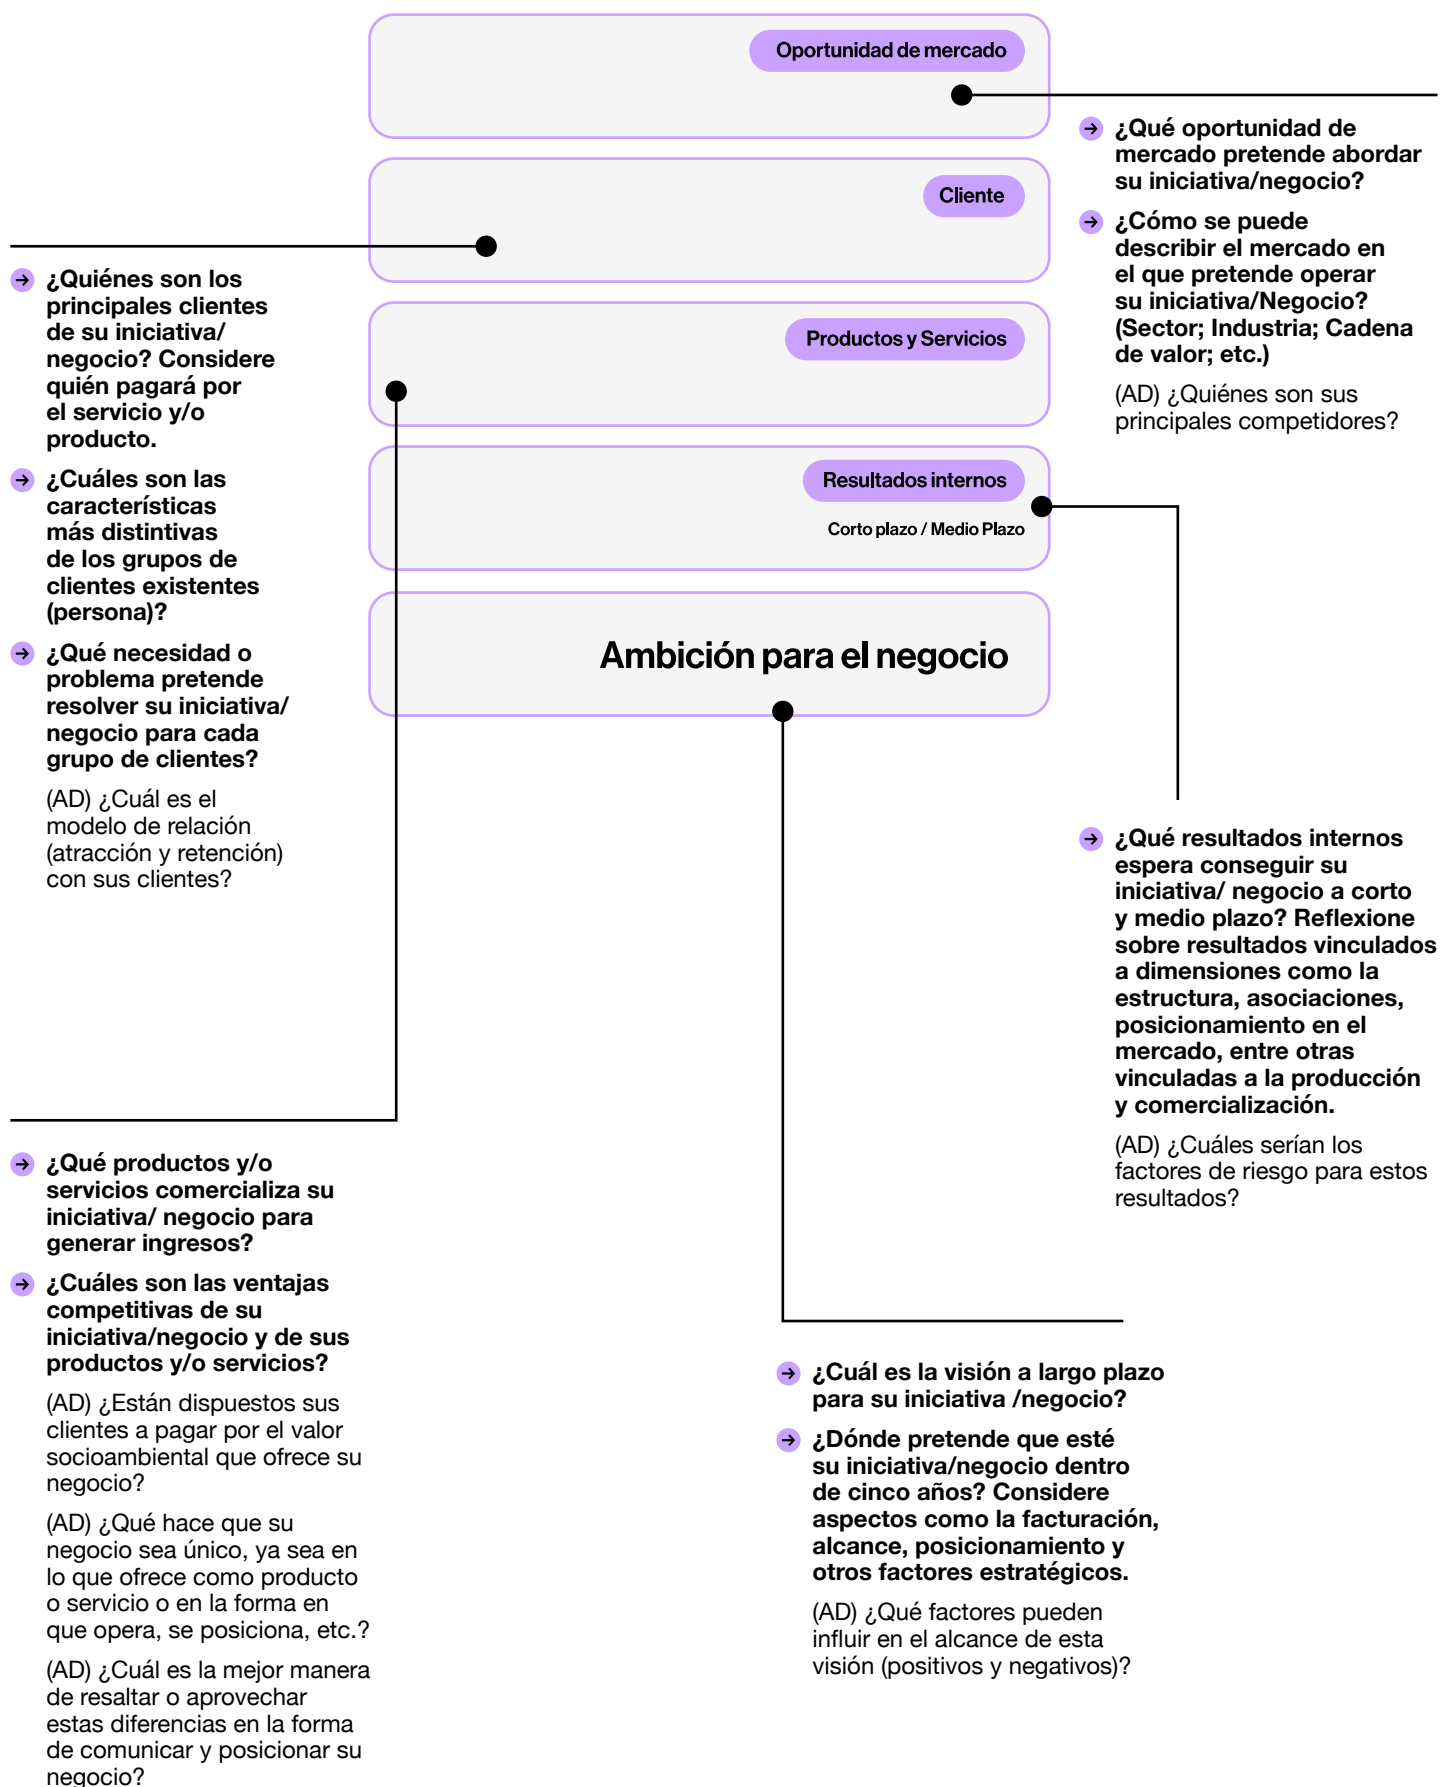 Oportunidad de mercado
Cliente
Productos y Servicios
Resultados internos
Corto plazo / Medio Plazo
Ambición para el negocio
¿Qué oportunidad de
mercado pretende abordar
su iniciativa/negocio?
¿Cómo se puede
describir el mercado en
el que pretende operar
su iniciativa/Negocio?
(Sector; Industria; Cadena
de valor; etc.)
(AD) ¿Quiénes son sus
principales competidores?
¿Quiénes son los
principales clientes
de su iniciativa/
negocio? Considere
quién pagará por
el servicio y/o
producto.
¿Cuáles son las
características
más distintivas
de los grupos de
clientes existentes
(persona)?
¿Qué necesidad o
problema pretende
resolver su iniciativa/
negocio para cada
grupo de clientes?
(AD) ¿Cuál es el
modelo de relación
(atracción y retención)
con sus clientes?
¿Qué resultados internos
espera conseguir su
iniciativa/ negocio a corto
y medio plazo? Reflexione
sobre resultados vinculados
a dimensiones como la
estructura, asociaciones,
posicionamiento en el
mercado, entre otras
vinculadas a la producción
y comercialización.
(AD) ¿Cuáles serían los
factores de riesgo para estos
resultados?
¿Qué productos y/o
servicios comercializa su
iniciativa/ negocio para
generar ingresos?
¿Cuáles son las ventajas
competitivas de su
iniciativa/negocio y de sus
productos y/o servicios?
(AD) ¿Están dispuestos sus
clientes a pagar por el valor
socioambiental que ofrece su
negocio?
(AD) ¿Qué hace que su
negocio sea único, ya sea en
lo que ofrece como producto
o servicio o en la forma en
que opera, se posiciona, etc.?
(AD) ¿Cuál es la mejor manera
de resaltar o aprovechar
estas diferencias en la forma
de comunicar y posicionar su
negocio?
¿Cuál es la visión a largo plazo
para su iniciativa /negocio?
¿Dónde pretende que esté
su iniciativa/negocio dentro
de cinco años? Considere
aspectos como la facturación,
alcance, posicionamiento y
otros factores estratégicos.
(AD) ¿Qué factores pueden
influir en el alcance de esta
visión (positivos y negativos)?